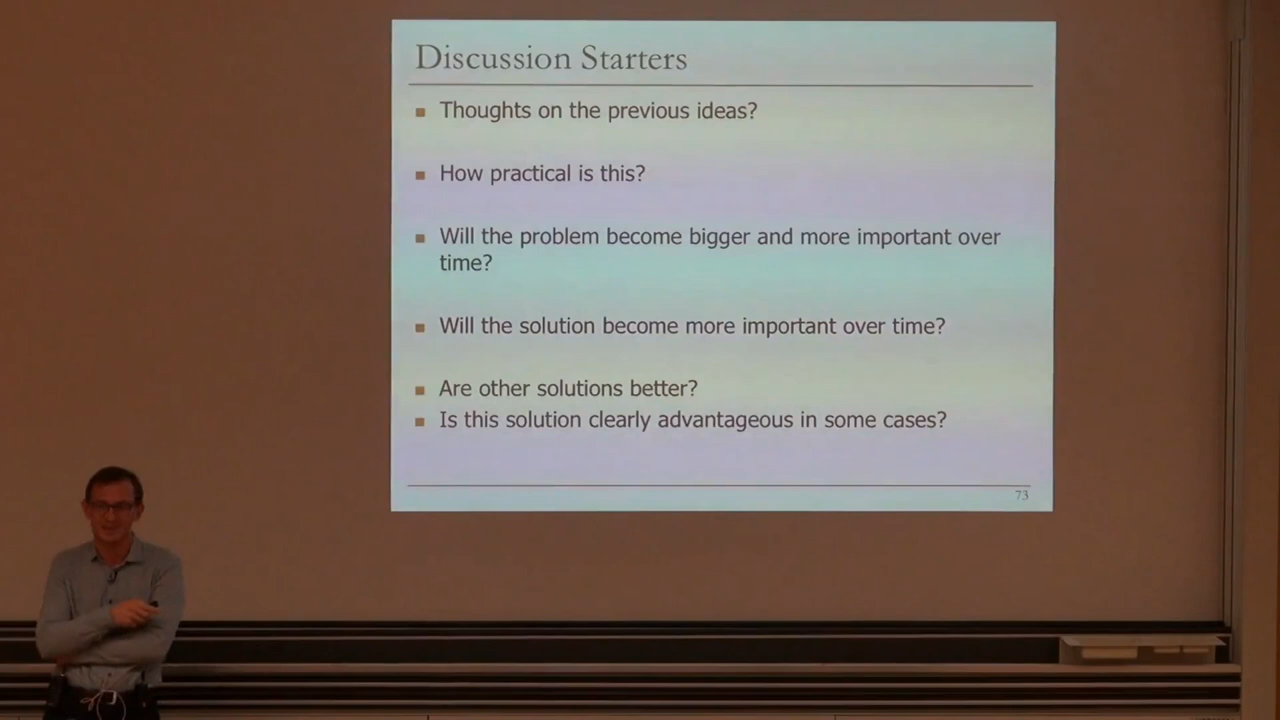 Discussion Starters
Thoughts on the previous ideas?
How practical is this?
Will the problem become bigger and more important over
time?
Will the solution become more important over time?
Are other solutions better?
Is this solution clearly advantageous in some cases?
73